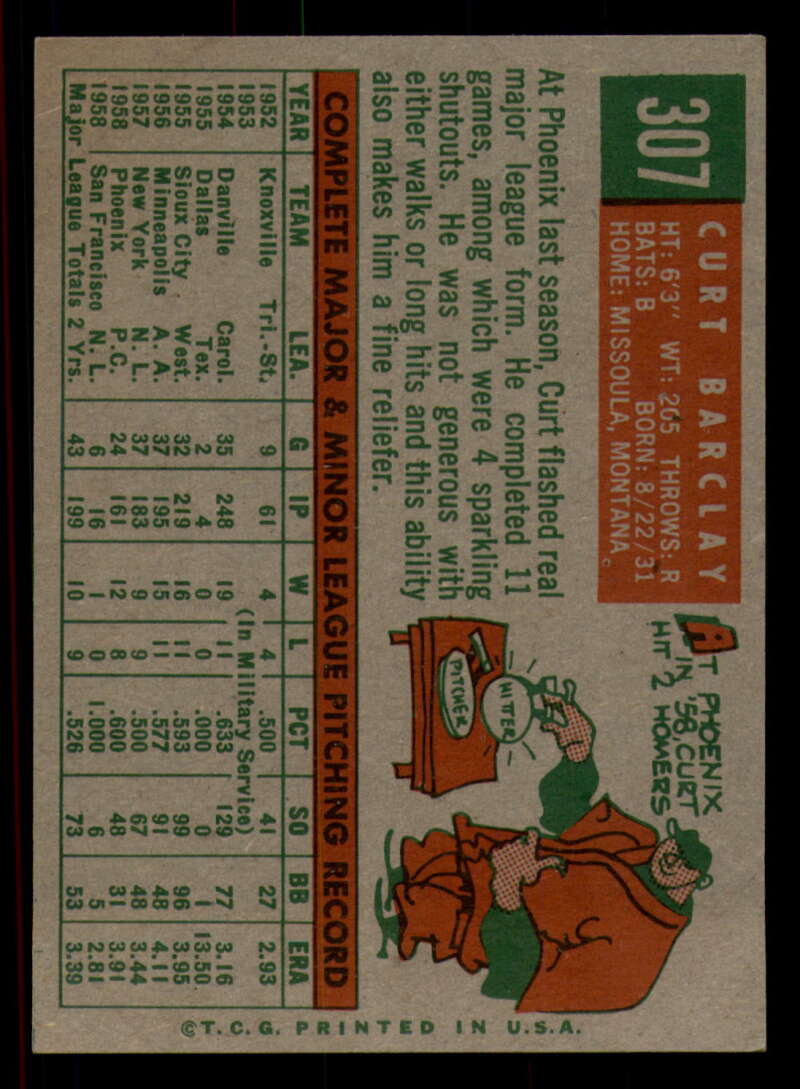 307
CURT BARCLAY
HT: 6'3" WT: 205 THROWS: R
BATS: B BORN: 8/22/31
HOME: MISSOULA, MONTANA
At Phoenix last season, Curt flashed real
major league form. He completed 11
games, among which were 4 sparkling
shutouts. He was not generous with
either walks or long hits and this ability
also makes him a fine reliefer.
AT PHOENIX
IN '58, CURT
HIT 2 HOMERS
HITTER
PITCHER
COMPLETE MAJOR & MINOR LEAGUE PITCHING RECORD
YEAR TEAM LEA. G IP W L PCT SO BB ERA
1952 Knoxville Tri.-St. 9 61 4 4 .500 41 27 2.93
1953 (In Military Service)
1954 Danville Carol. 35 248 19 11 .633 129 77 3.16
1955 Dallas Tex. 2 4 0 0 .000 0 1 13.50
1955 Sioux City West. 32 219 16 11 .593 99 96 3.95
1956 Minneapolis A. A. 37 195 15 11 .577 91 48 4.11
1957 New York N. L. 37 183 9 9 .500 67 48 3.44
1958 Phoenix P.C. 24 161 12 8 .600 48 31 3.91
1958 San Francisco N. L. 6 16 1 0 1.000 6 5 2.81
Major League Totals 2 Yrs. 43 199 10 9 .526 73 53 3.39
©T.C.G. PRINTED IN U.S.A.